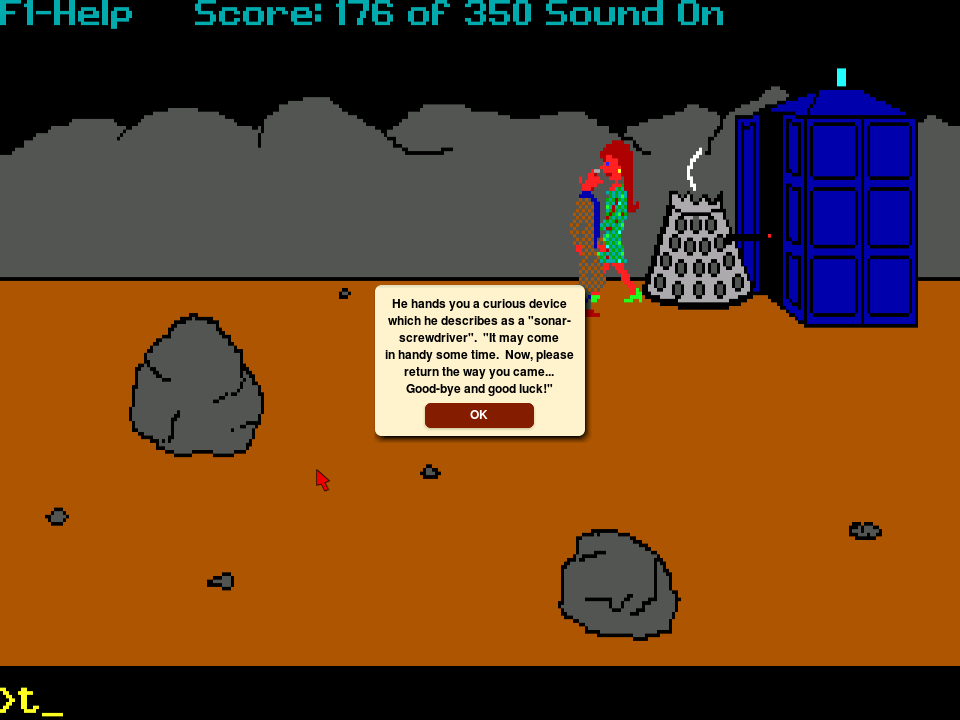 F1-Help Score: 176 of 350 Sound On
He hands you a curious device
which he describes as a "sonar-
screwdriver". "It may come
in handy some time. Now, please
return the way you came...
Good-bye and good luck!"
OK
>t_